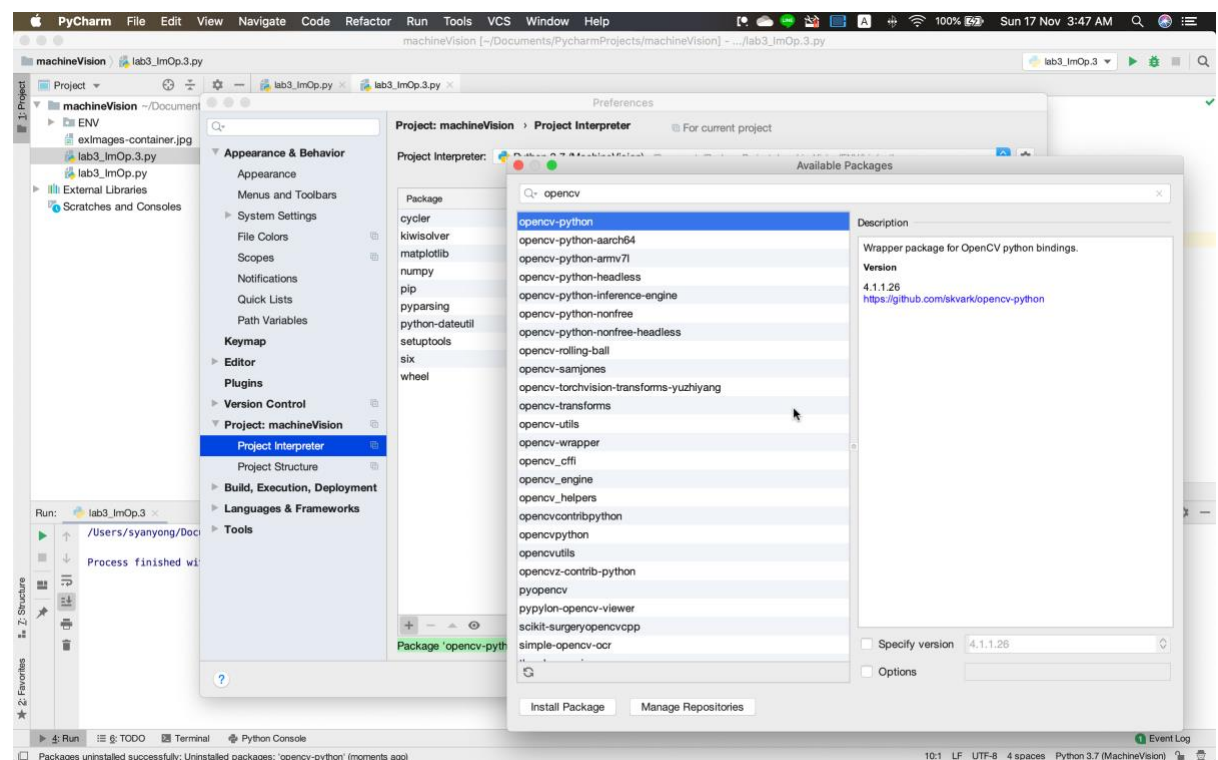 PyCharm File Edit View Navigate Code Refactor Run Tools VCS Window Help 100% Sun 17 Nov 3:47 AM
machineVision [~/Documents/PycharmProjects/machineVision] - .../lab3_ImOp.3.py
machineVision lab3_ImOp.3.py lab3_ImOp.3
1: Project
Project
lab3_ImOp.py
lab3_ImOp.3.py
machineVision ~/Document
ENV
exImages-container.jpg
lab3_ImOp.3.py
lab3_ImOp.py
External Libraries
Scratches and Consoles
Preferences
Appearance & Behavior
Appearance
Menus and Toolbars
System Settings
File Colors
Scopes
Notifications
Quick Lists
Path Variables
Keymap
Editor
Plugins
Version Control
Project: machineVision
Project Interpreter
Project Structure
Build, Execution, Deployment
Languages & Frameworks
Tools
Project: machineVision › Project Interpreter For current project
Project Interpreter:
Package
cycler
kiwisolver
matplotlib
numpy
pip
pyparsing
python-dateutil
setuptools
six
wheel
Package 'opencv-pyth
Available Packages
opencv
opencv-python
opencv-python-aarch64
opencv-python-armv7l
opencv-python-headless
opencv-python-inference-engine
opencv-python-nonfree
opencv-python-nonfree-headless
opencv-rolling-ball
opencv-samjones
opencv-torchvision-transforms-yuzhiyang
opencv-transforms
opencv-utils
opencv-wrapper
opencv_cffi
opencv_engine
opencv_helpers
opencvcontribpython
opencvpython
opencvutils
opencvz-contrib-python
pyopencv
pypylon-opencv-viewer
scikit-surgeryopencvcpp
simple-opencv-ocr
Description
Wrapper package for OpenCV python bindings.
Version
4.1.1.26
https://github.com/skvark/opencv-python
Specify version 4.1.1.26
Options
Install Package Manage Repositories
Run: lab3_ImOp.3
/Users/syanyong/Docu
Process finished wi
Z: Structure
2: Favorites
4: Run 6: TODO Terminal Python Console 1 Event Log
Packages uninstalled successfully: Uninstalled packages: 'opencv-python' (moments ago) 10:1 LF UTF-8 4 spaces Python 3.7 (MachineVision)